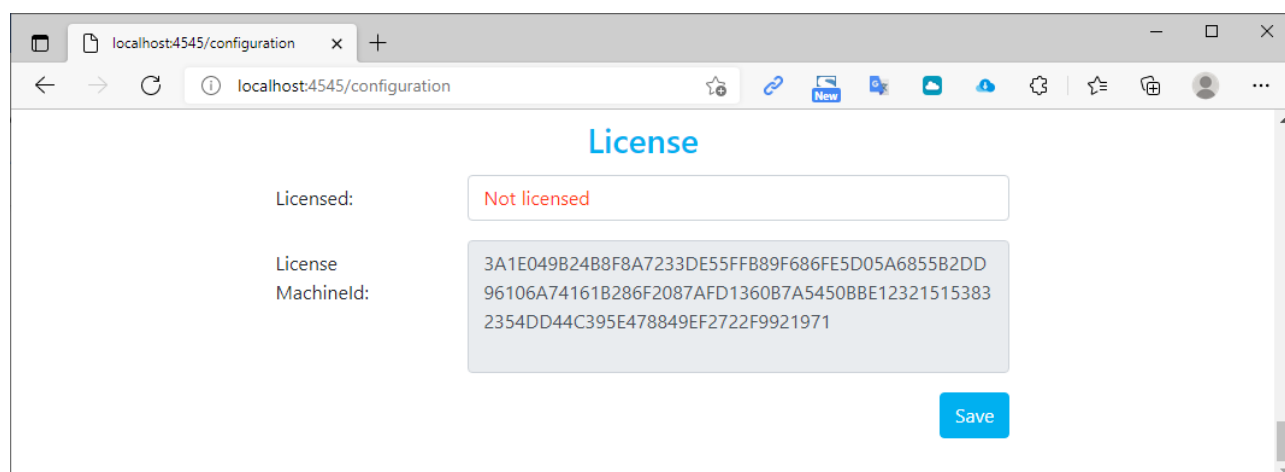 localhost:4545/configuration
localhost:4545/configuration
New
License
Licensed:
Not licensed
License
MachineId:
3A1E049B24B8F8A7233DE55FFB89F686FE5D05A6855B2DD
96106A74161B286F2087AFD1360B7A5450BBE12321515383
2354DD44C395E478849EF2722F9921971
Save